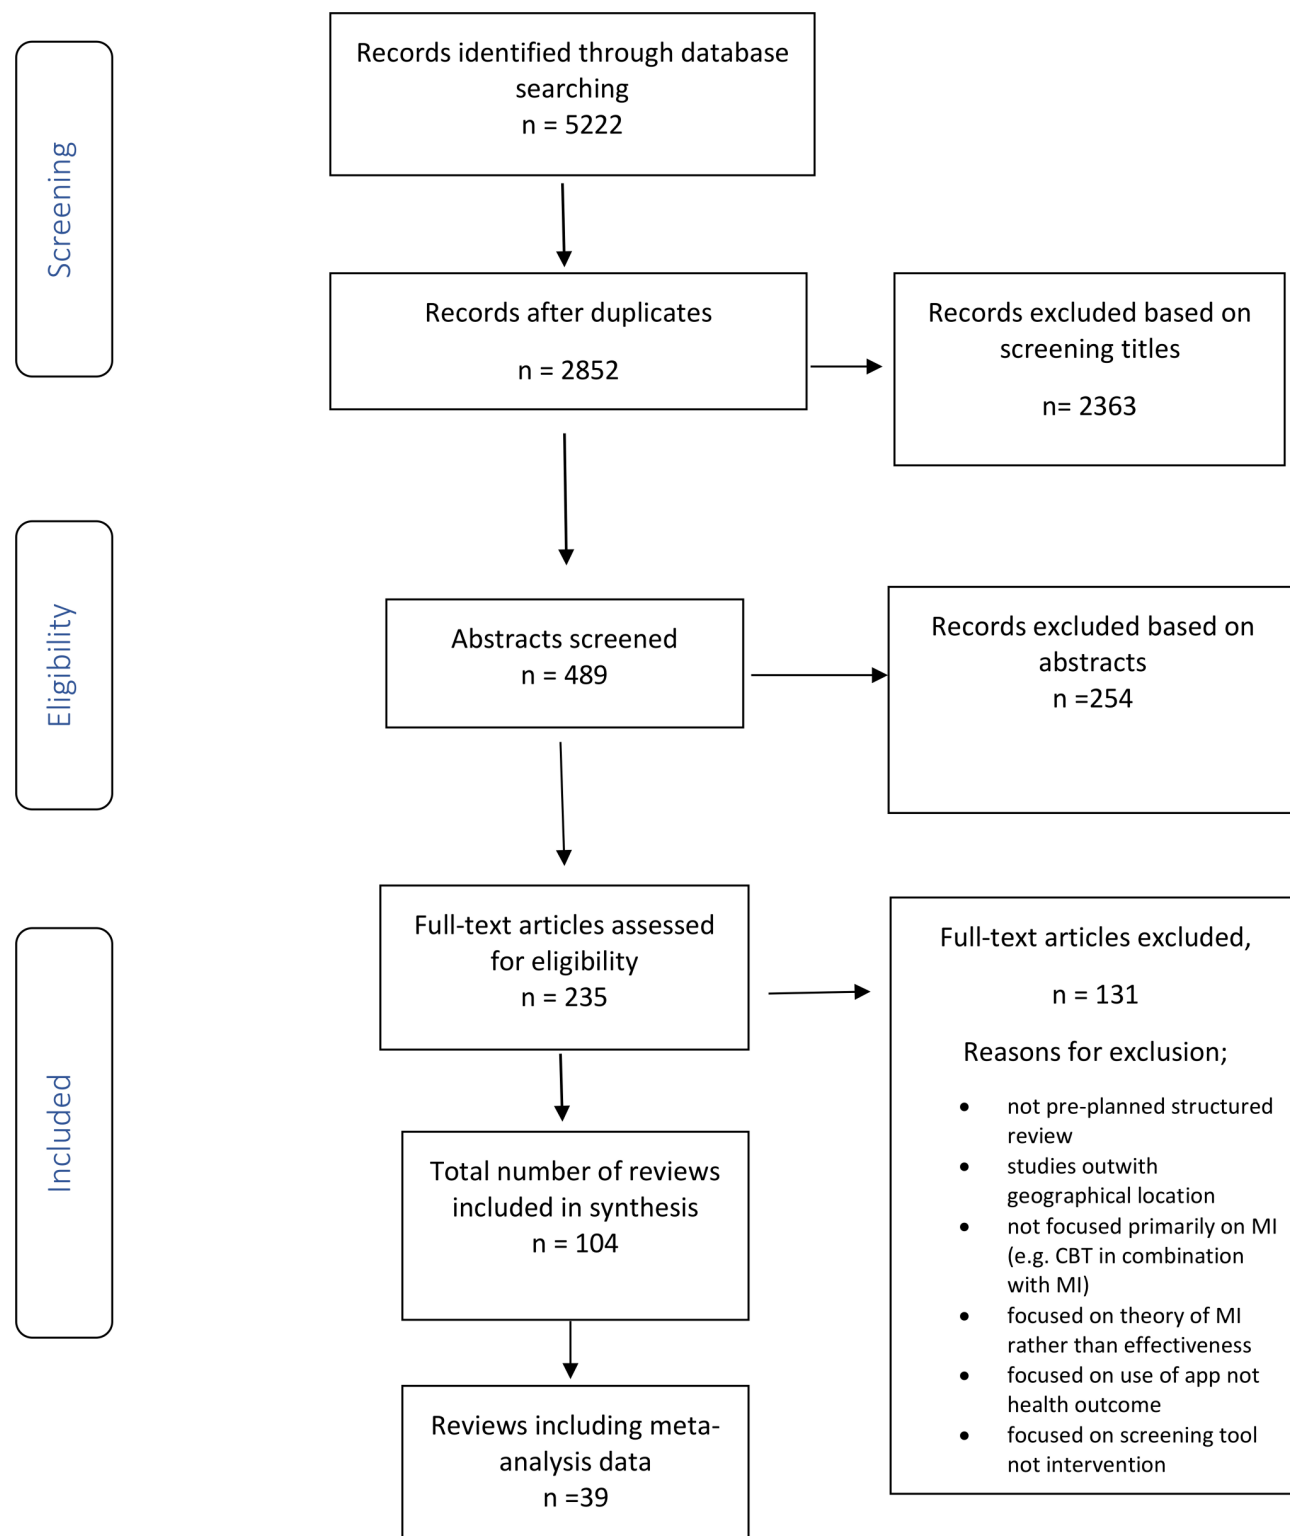 Screening
Records identified through database
searching
n = 5222
Records after duplicates
n = 2852
Records excluded based on
screening titles
n= 2363
Eligibility
Abstracts screened
n = 489
Records excluded based on
abstracts
n =254
Included
Full-text articles assessed
for eligibility
n = 235
Full-text articles excluded,
n = 131
Reasons for exclusion;
• not pre-planned structured
review
• studies outwith
geographical location
• not focused primarily on MI
(e.g. CBT in combination
with MI)
• focused on theory of MI
rather than effectiveness
• focused on use of app not
health outcome
• focused on screening tool
not intervention
Total number of reviews
included in synthesis
n = 104
Reviews including meta-
analysis data
n =39